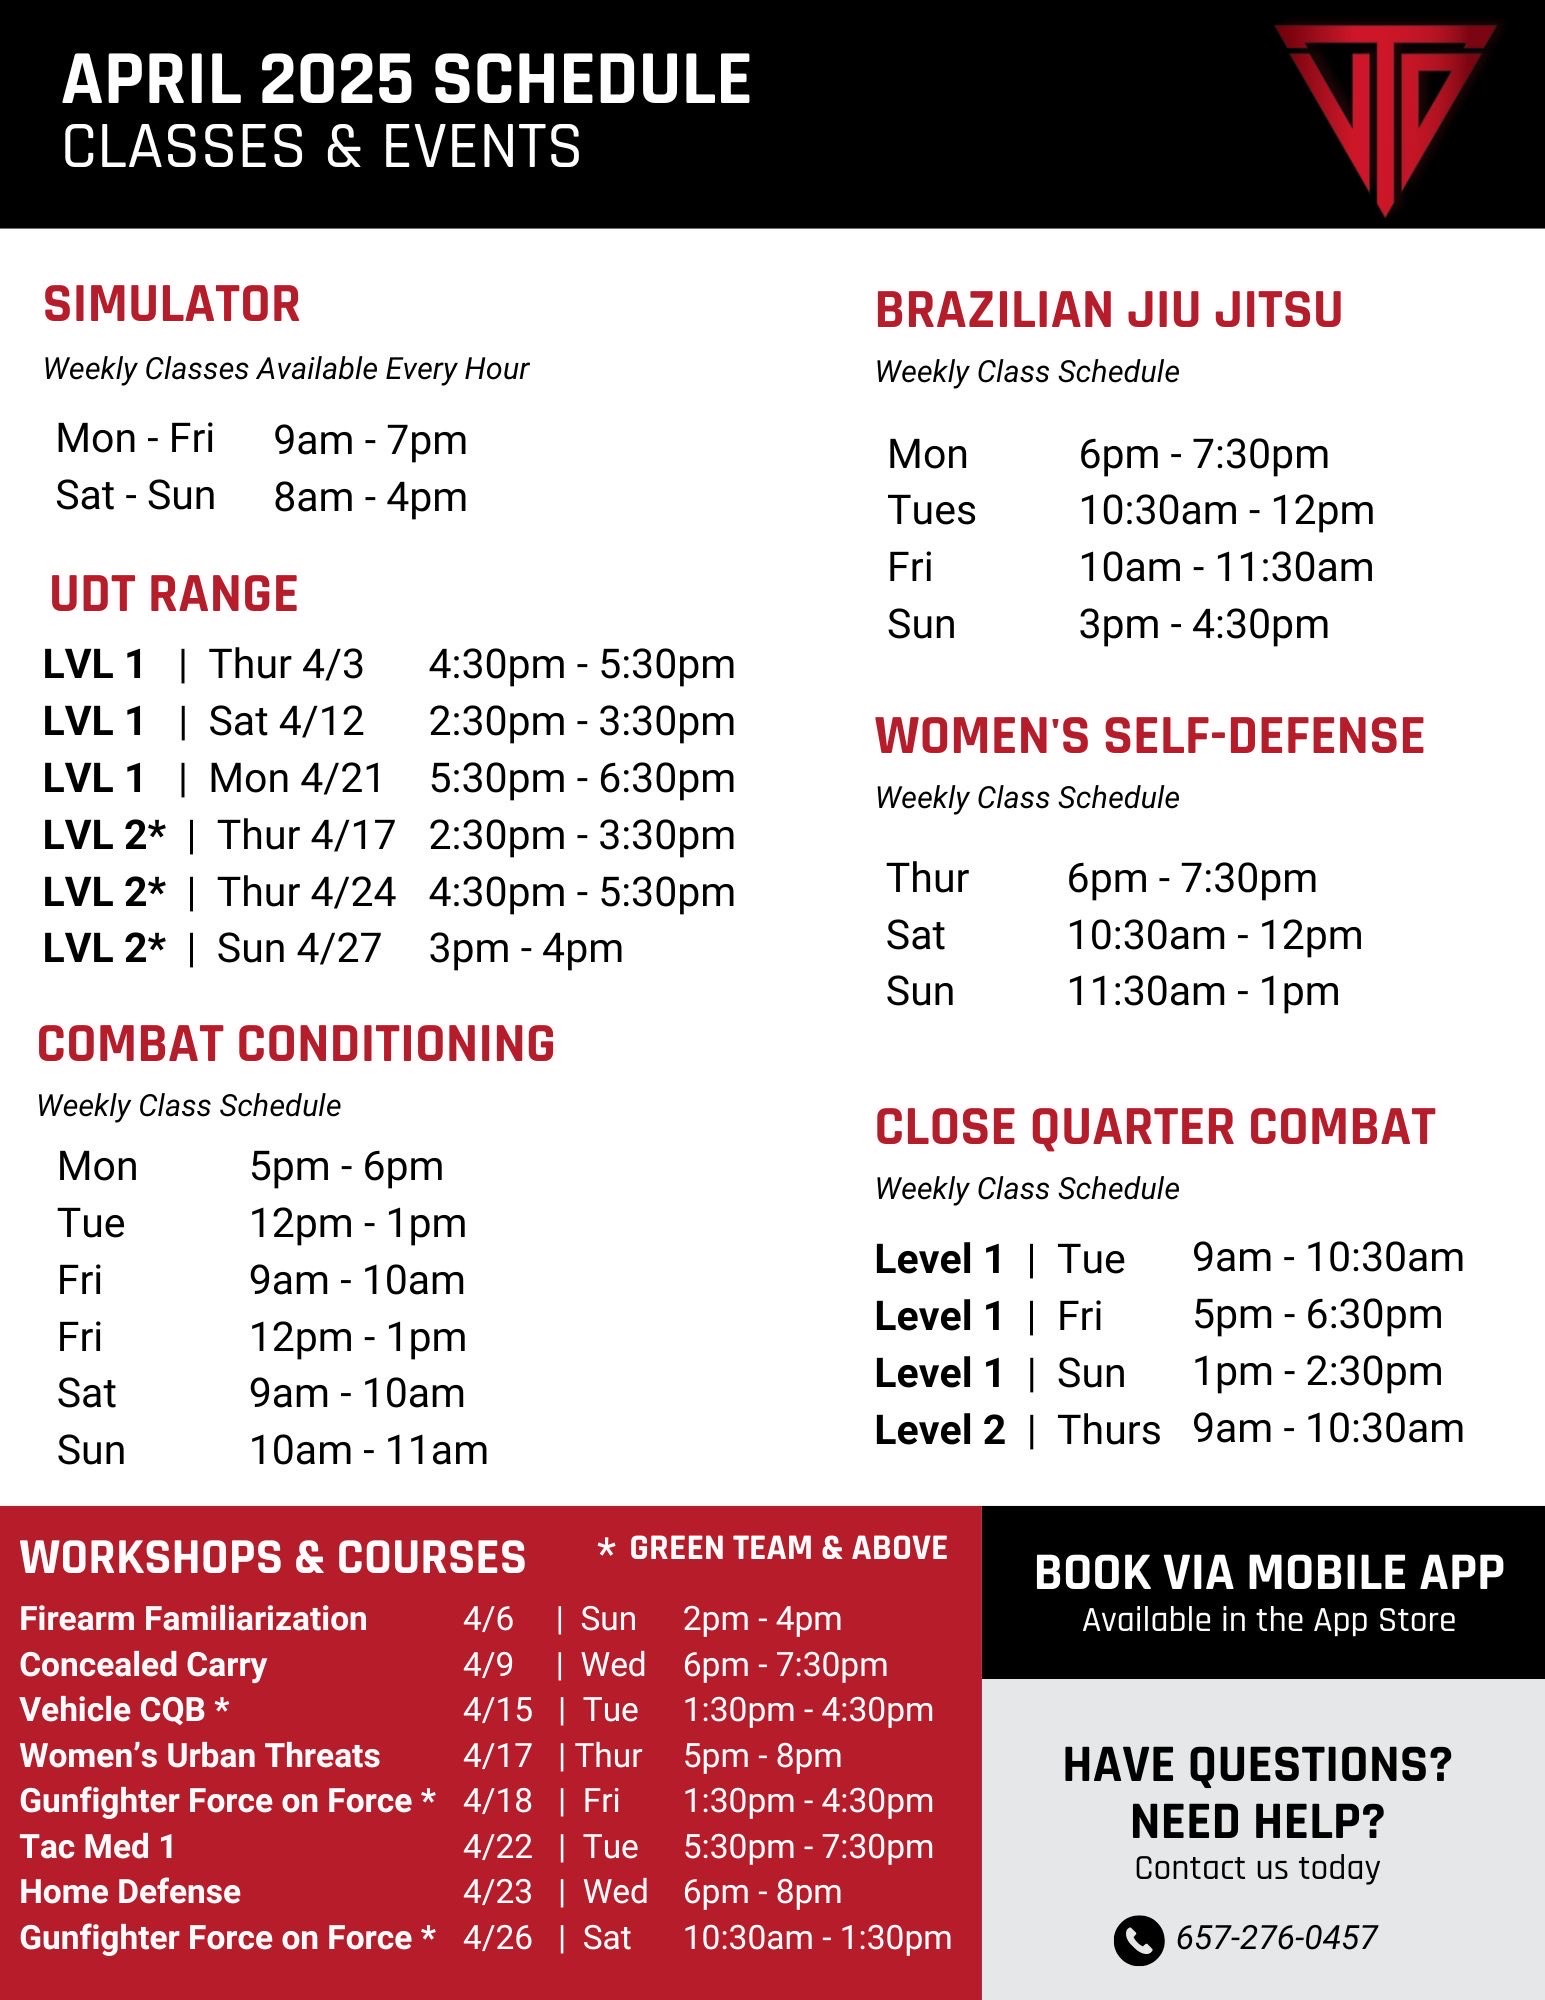 APRIL 2025 SCHEDULE
CLASSES & EVENTS
SIMULATOR
Weekly Classes Available Every Hour
Mon - Fri 9am - 7pm
Sat - Sun 8am - 4pm
UDT RANGE
LVL 1 | Thur 4/3 4:30pm - 5:30pm
LVL 1 | Sat 4/12 2:30pm - 3:30pm
LVL 1 | Mon 4/21 5:30pm - 6:30pm
LVL 2* | Thur 4/17 2:30pm - 3:30pm
LVL 2* | Thur 4/24 4:30pm - 5:30pm
LVL 2* | Sun 4/27 3pm - 4pm
COMBAT CONDITIONING
Weekly Class Schedule
Mon 5pm - 6pm
Tue 12pm - 1pm
Fri 9am - 10am
Fri 12pm - 1pm
Sat 9am - 10am
Sun 10am - 11am
BRAZILIAN JIU JITSU
Weekly Class Schedule
Mon 6pm - 7:30pm
Tues 10:30am - 12pm
Fri 10am - 11:30am
Sun 3pm - 4:30pm
WOMEN'S SELF-DEFENSE
Weekly Class Schedule
Thur 6pm - 7:30pm
Sat 10:30am - 12pm
Sun 11:30am - 1pm
CLOSE QUARTER COMBAT
Weekly Class Schedule
Level 1 | Tue 9am - 10:30am
Level 1 | Fri 5pm - 6:30pm
Level 1 | Sun 1pm - 2:30pm
Level 2 | Thurs 9am - 10:30am
WORKSHOPS & COURSES * GREEN TEAM & ABOVE
Firearm Familiarization 4/6 | Sun 2pm - 4pm
Concealed Carry 4/9 | Wed 6pm - 7:30pm
Vehicle CQB * 4/15 | Tue 1:30pm - 4:30pm
Women’s Urban Threats 4/17 | Thur 5pm - 8pm
Gunfighter Force on Force * 4/18 | Fri 1:30pm - 4:30pm
Tac Med 1 4/22 | Tue 5:30pm - 7:30pm
Home Defense 4/23 | Wed 6pm - 8pm
Gunfighter Force on Force * 4/26 | Sat 10:30am - 1:30pm
BOOK VIA MOBILE APP
Available in the App Store
HAVE QUESTIONS?
NEED HELP?
Contact us today
657-276-0457